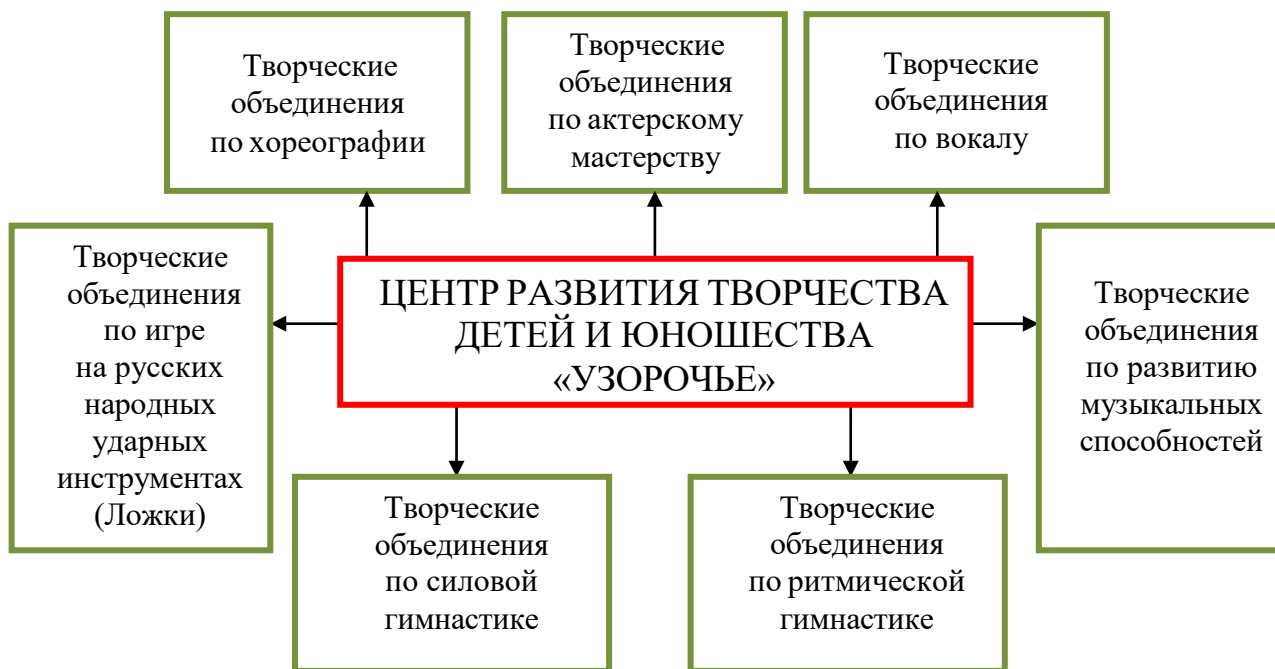 Творческие
объединения
по хореографии
Творческие
объединения
по актерскому
мастерству
Творческие
объединения
по вокалу
Творческие
объединения
по игре
на русских
народных
ударных
инструментах
(Ложки)
ЦЕНТР РАЗВИТИЯ ТВОРЧЕСТВА
ДЕТЕЙ И ЮНОШЕСТВА
«УЗОРОЧЬЕ»
Творческие
объединения
по развитию
музыкальных
способностей
Творческие
объединения
по силовой
гимнастике
Творческие
объединения
по ритмической
гимнастике